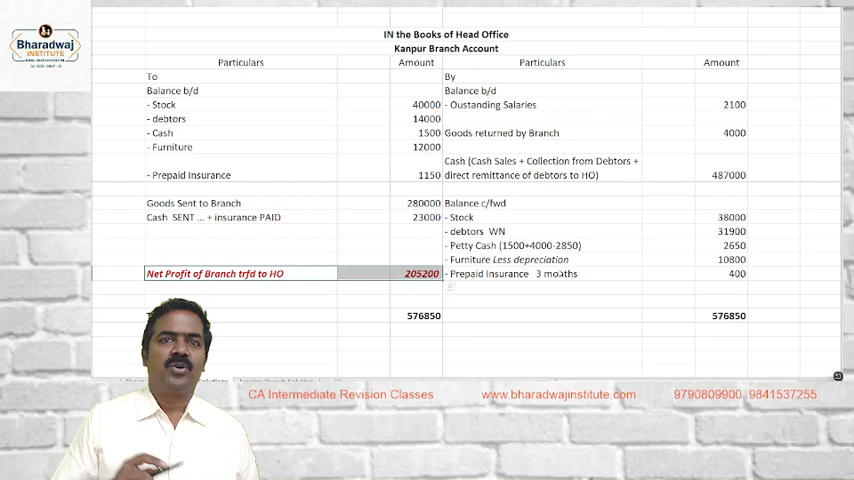 Bharadwaj
INSTITUTE
IN the Books of Head Office
Kanpur Branch Account
Particulars Amount Particulars Amount
To By
Balance b/d Balance b/d
- Stock 40000 - Oustanding Salaries 2100
- debtors 14000
- Cash 1500 Goods returned by Branch 4000
- Furniture 12000
Cash (Cash Sales + Collection from Debtors +
- Prepaid Insurance 1150 direct remittance of debtors to HO) 487000
Goods Sent to Branch 280000 Balance c/fwd
Cash SENT ... + insurance PAID 23000 - Stock 38000
- debtors WN 31900
- Petty Cash (1500+4000-2850) 2650
- Furniture Less depreciation 10800
Net Profit of Branch trfd to HO 205200 - Prepaid Insurance 3 months 400
576850 576850
CA Intermediate Revision Classes www.bharadwajinstitute.com 9790809900 9841537255